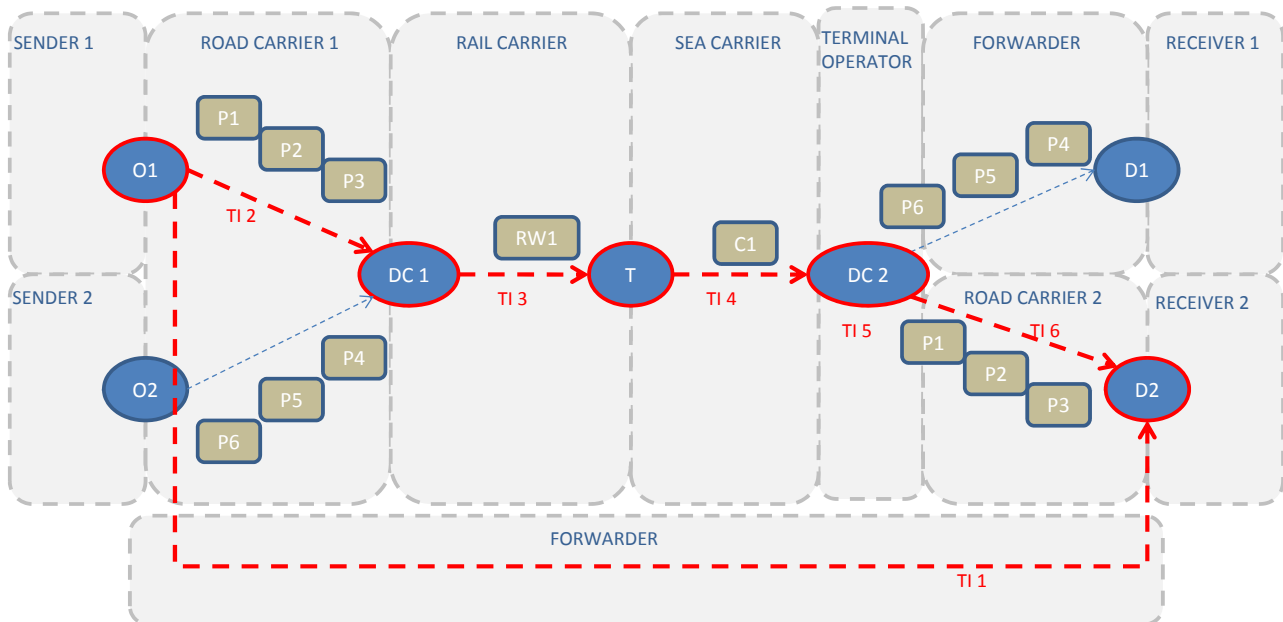 SENDER 1
ROAD CARRIER 1
RAIL CARRIER
SEA CARRIER
TERMINAL
OPERATOR
FORWARDER
RECEIVER 1
P1
P2
P3
O1
TI 2
RW1
C1
P4
P5
P6
D1
DC 1
TI 3
T
TI 4
DC 2
TI 5
SENDER 2
ROAD CARRIER 2
RECEIVER 2
TI 6
O2
P4
P5
P6
P1
P2
P3
D2
FORWARDER
TI 1